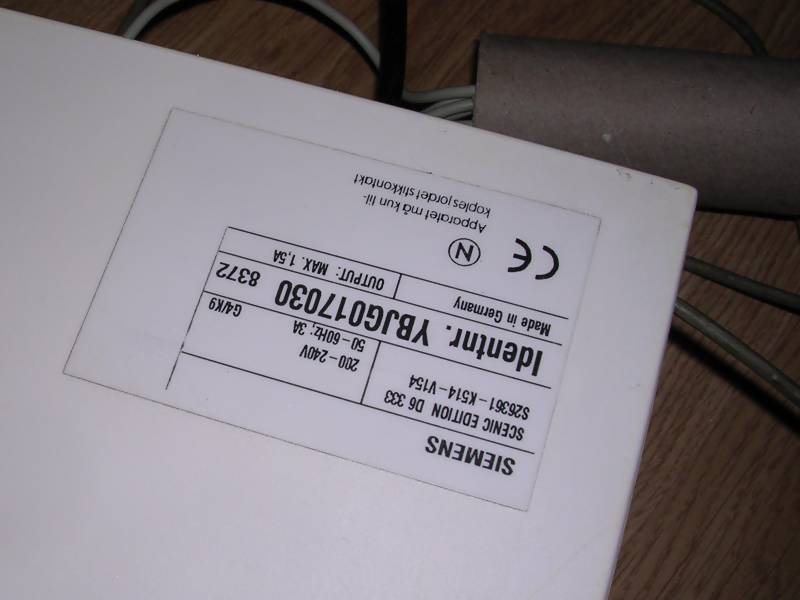 SIEMENS
SCENIC EDITION D6 333
S26361-K514-V154
200-240V
50-60Hz; 3A
G4/K9
Identnr. YBJG017030 8372
Made in Germany
OUTPUT: MAX. 1,5A
CE
N
Apparatet må kun til-
koples jordet stikkontakt